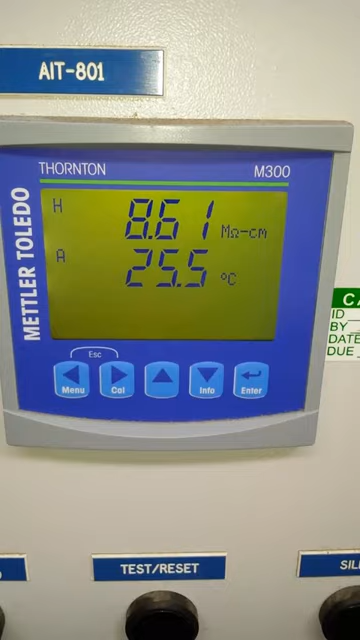 AIT-801
THORNTON M300
METTLER TOLEDO
H 8.61 MΩ-cm
A 25.5 °C
Esc
Menu Cal Info Enter
ID
BY
DATE
DUE
TEST/RESET